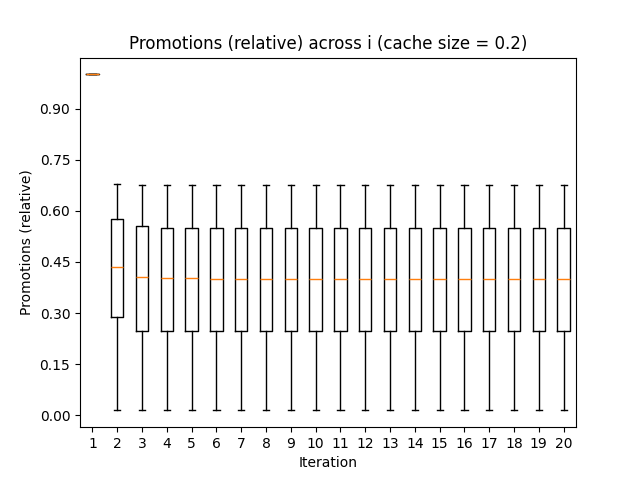 Promotions (relative) across i (cache size = 0.2)
Promotions (relative)
0.90
0.75
0.60
0.45
0.30
0.15
0.00
1 2 3 4 5 6 7 8 9 10 11 12 13 14 15 16 17 18 19 20
Iteration